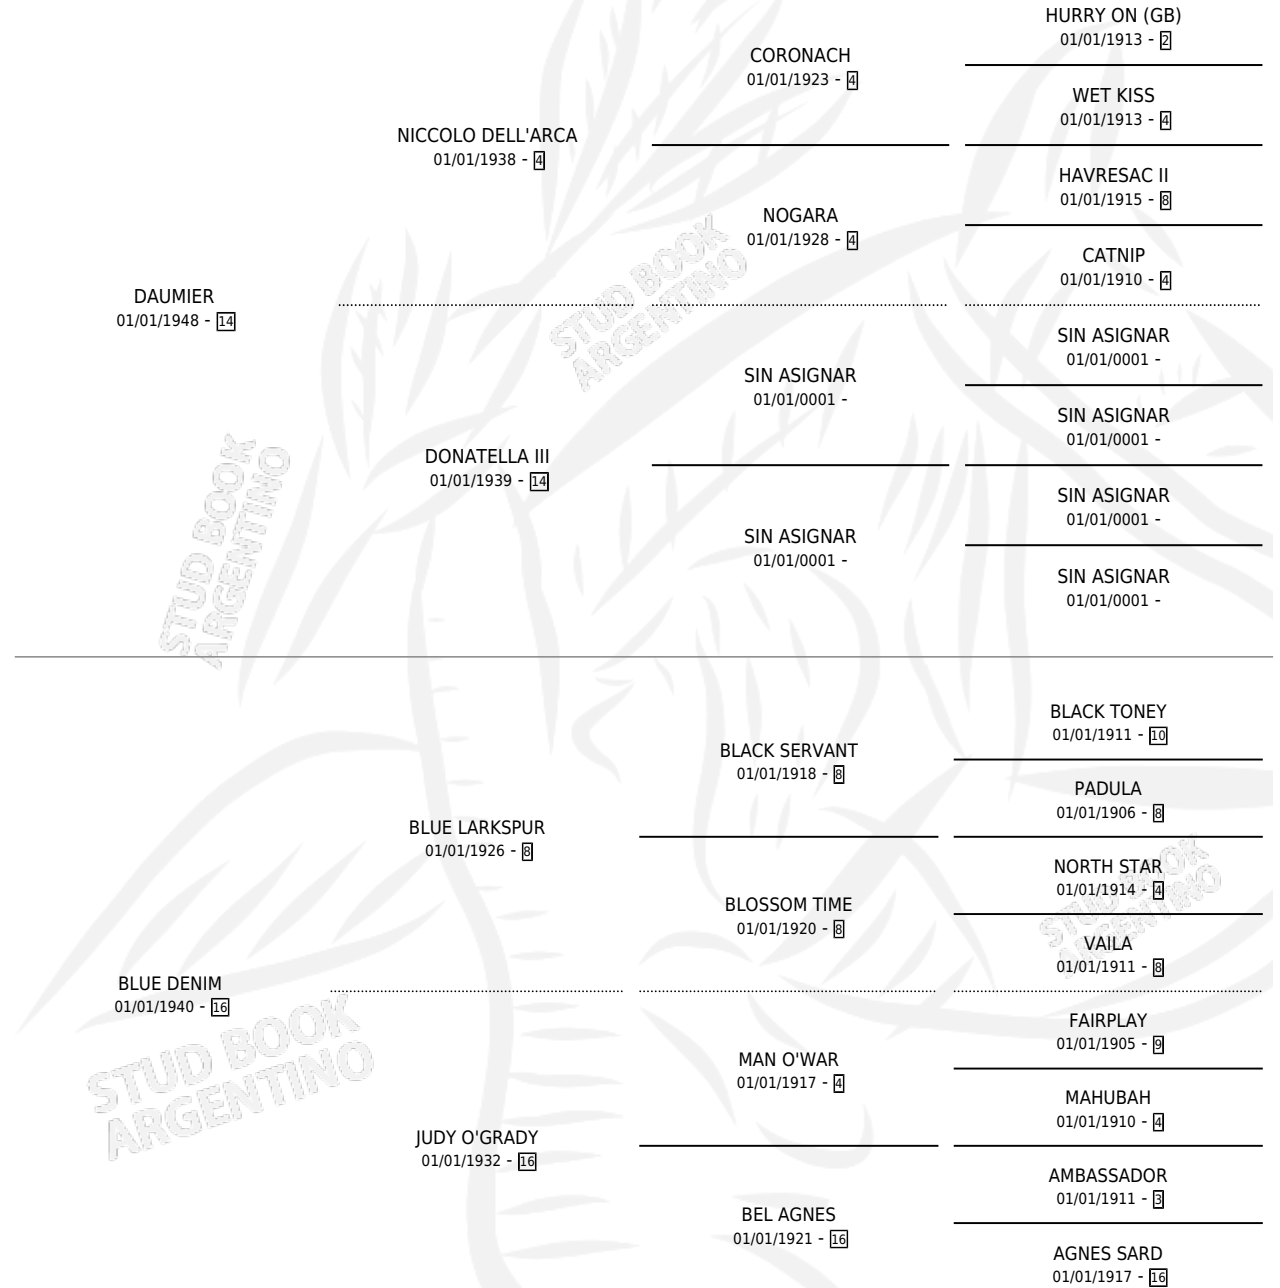 HURRY ON (GB)
01/01/1913 - 2
CORONACH
01/01/1923 - 4
WET KISS
01/01/1913 - 4
NICCOLO DELL'ARCA
01/01/1938 - 4
HAVRESAC II
01/01/1915 - 8
NOGARA
01/01/1928 - 4
CATNIP
01/01/1910 - 4
DAUMIER
01/01/1948 - 14
SIN ASIGNAR
01/01/0001 -
SIN ASIGNAR
01/01/0001 -
SIN ASIGNAR
01/01/0001 -
DONATELLA III
01/01/1939 - 14
SIN ASIGNAR
01/01/0001 -
SIN ASIGNAR
01/01/0001 -
SIN ASIGNAR
01/01/0001 -
STUD BOOK
ARGENTINO
STUD BOOK
ARGENTINO
BLACK TONEY
01/01/1911 - 10
BLACK SERVANT
01/01/1918 - 8
PADULA
01/01/1906 - 8
BLUE LARKSPUR
01/01/1926 - 8
NORTH STAR
01/01/1914 - 4
BLOSSOM TIME
01/01/1920 - 8
VAILA
01/01/1911 - 8
BLUE DENIM
01/01/1940 - 16
FAIRPLAY
01/01/1905 - 9
MAN O'WAR
01/01/1917 - 4
MAHUBAH
01/01/1910 - 4
JUDY O'GRADY
01/01/1932 - 16
AMBASSADOR
01/01/1911 - 3
BEL AGNES
01/01/1921 - 16
AGNES SARD
01/01/1917 - 16
STUD BOOK
ARGENTINO
STUD BOOK
ARGENTINO